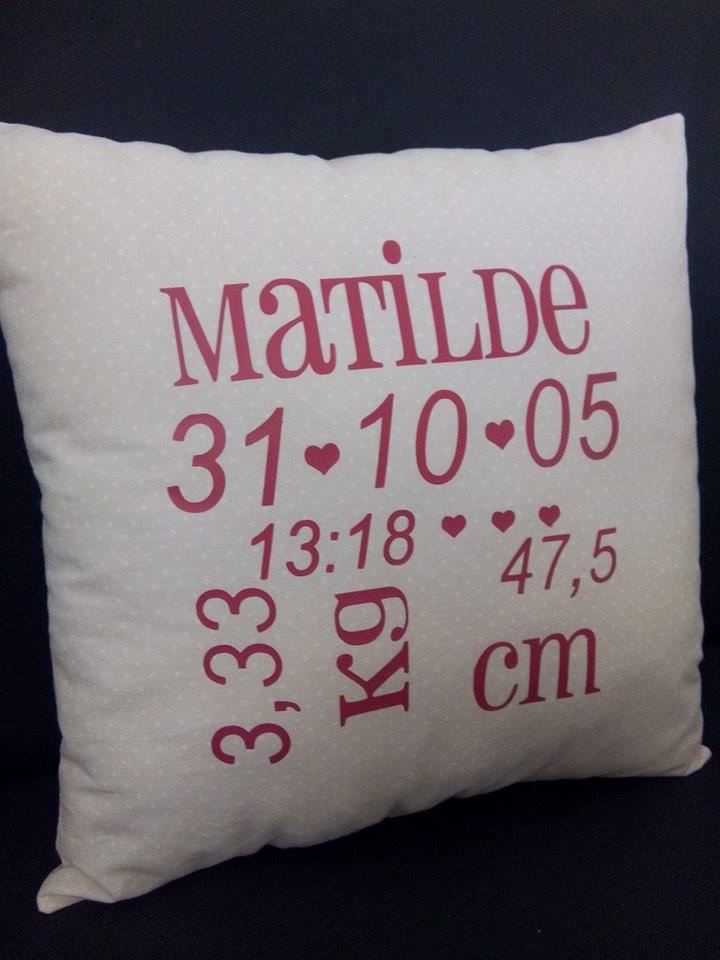 Matilde
31 ♥ 10 ♥ 05
13:18 ♥ ♥ ♥
47,5
cm
3,33
Kg